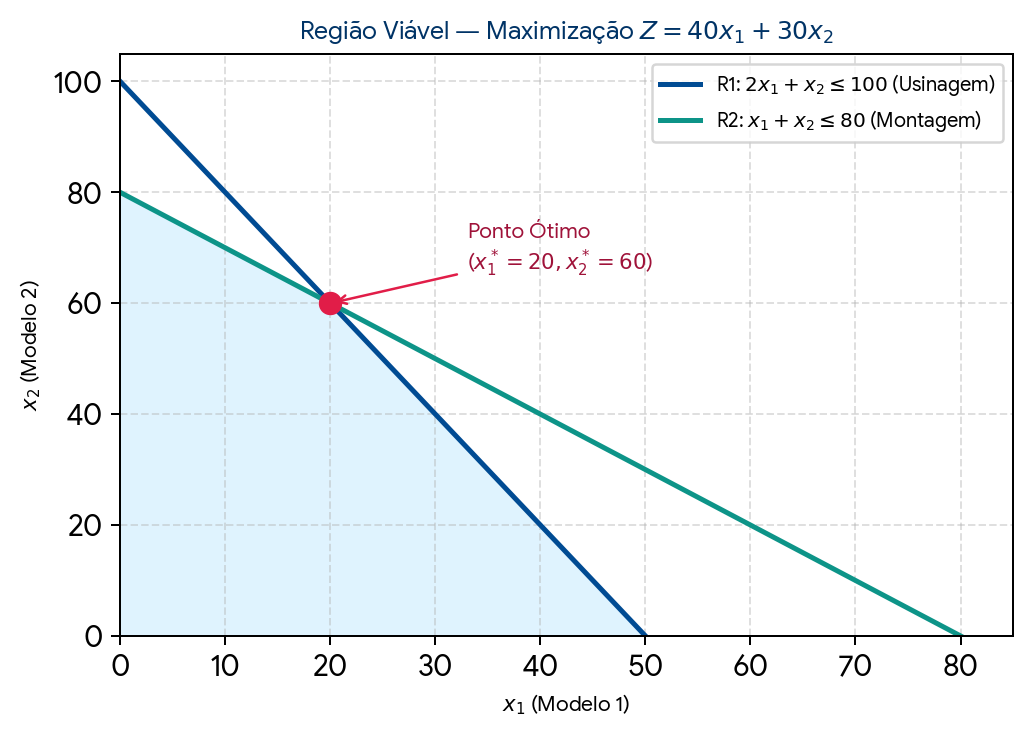 Região Viável — Maximização Z = 40x₁ + 30x₂
R1: 2x₁ + x₂ ≤ 100 (Usinagem)
R2: x₁ + x₂ ≤ 80 (Montagem)
Ponto Ótimo
(x₁* = 20, x₂* = 60)
x₂ (Modelo 2)
100
80
60
40
20
0
0 10 20 30 40 50 60 70 80
x₁ (Modelo 1)